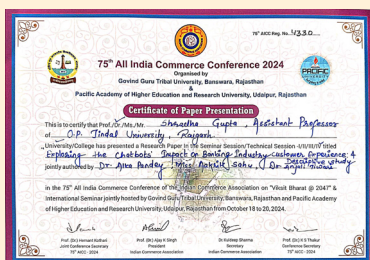 75th AICC Reg. No. 4330
75th All India Commerce Conference 2024
Organised by
Govind Guru Tribal University, Banswara, Rajasthan
&
Pacific Academy of Higher Education and Research University, Udaipur, Rajasthan
PACIFIC
Certificate of Paper Presentation
This is to certify that Prof./Dr./Ms./Mr. Shraddha Gupta, Assistant Professor
of O.P. Jindal University, Raigarh
University/College has presented a Research Paper in the Seminar Session/Technical Session -I/II/III/IV titled
Exploring the Chatbots' Impact on Banking Industry Customer Experience: A
Descriptive study
jointly authored by Dr Alka Pandey, Miss Aakriti Sahu, Dr Anjali Tiwari
in the 75th All India Commerce Conference of the Indian Commerce Association on "Viksit Bharat @ 2047" &
International Seminar jointly hosted by Govind Guru Tribal University, Banswara, Rajasthan and Pacific Academy
of Higher Education and Research University, Udaipur, Rajasthan from October 18 to 20, 2024.
Prof. (Dr.) Hemant Kothari
Joint Conference Secretary
75th AICC - 2024
Prof. (Dr.) Ajay K Singh
President
Indian Commerce Association
Dr. Kuldeep Sharma
Secretary
Indian Commerce Association
Prof. (Dr.) K S Thakur
Conference Secretary
75th AICC - 2024